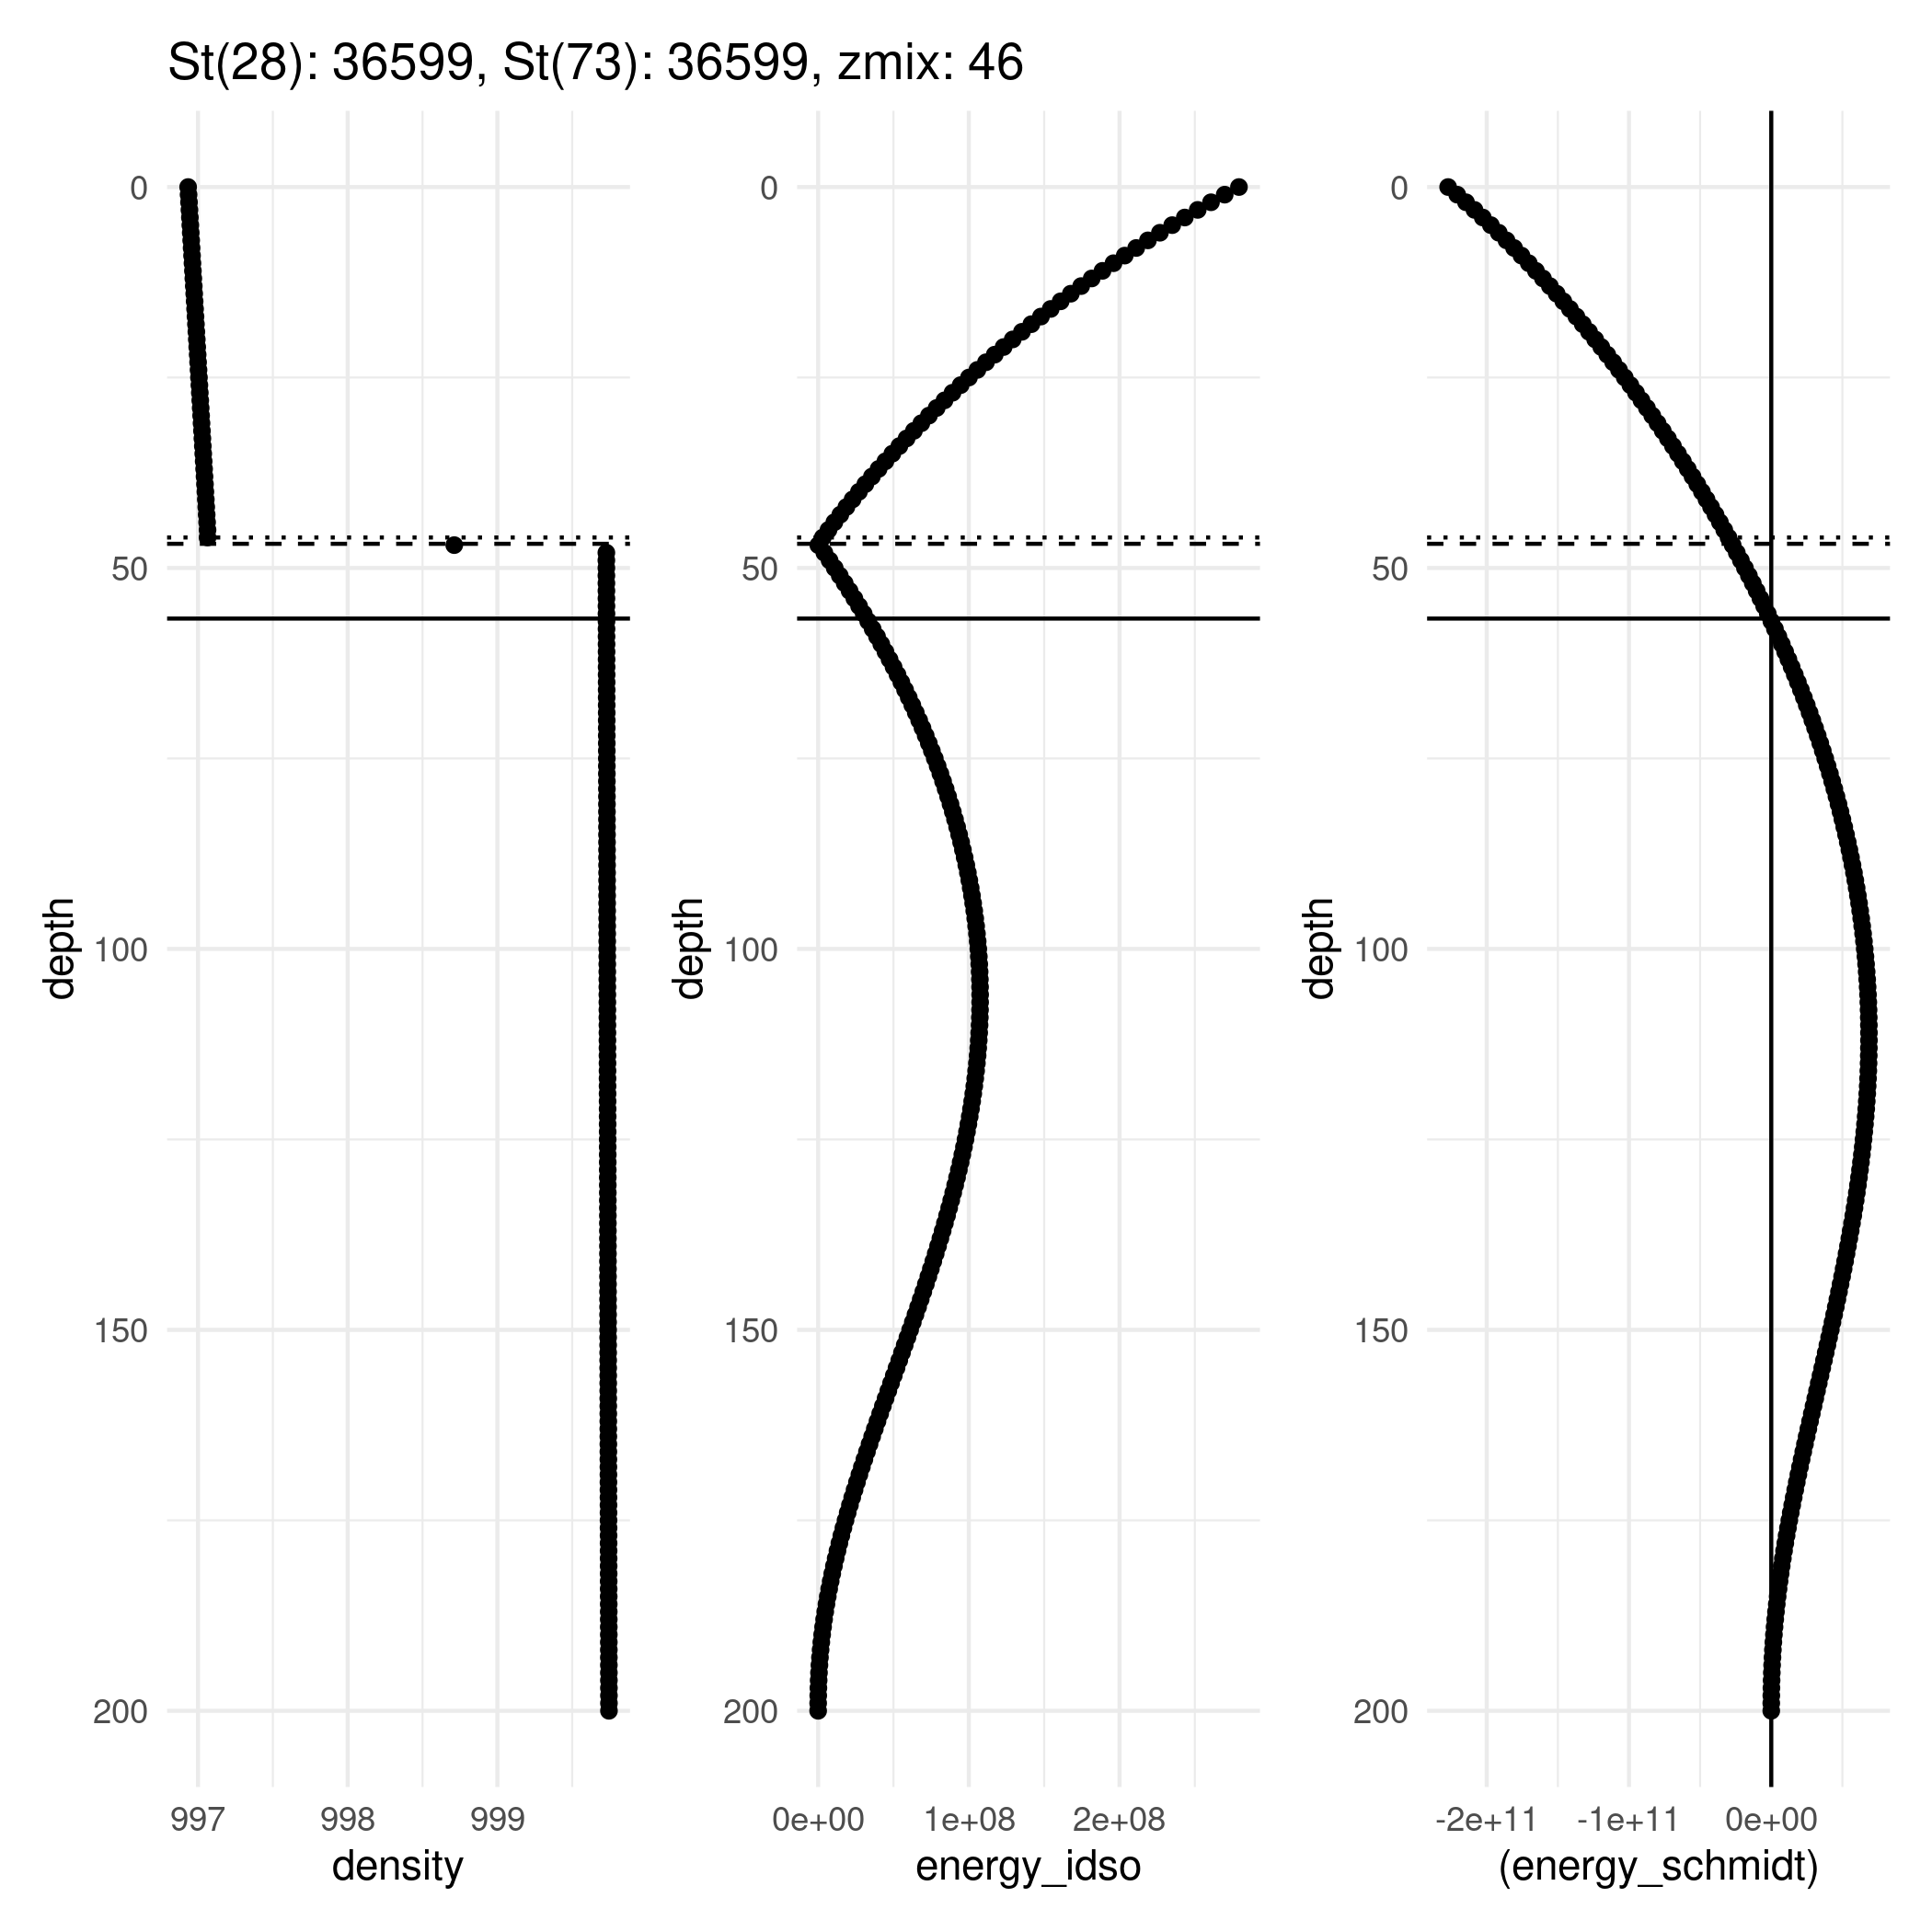 St(28): 36599, St(73): 36599, zmix: 46
depth
0
50
100
150
200
997
998
999
density
depth
0
50
100
150
200
0e+00
1e+08
2e+08
energy_idso
depth
0
50
100
150
200
-2e+11
-1e+11
0e+00
(energy_schmidt)